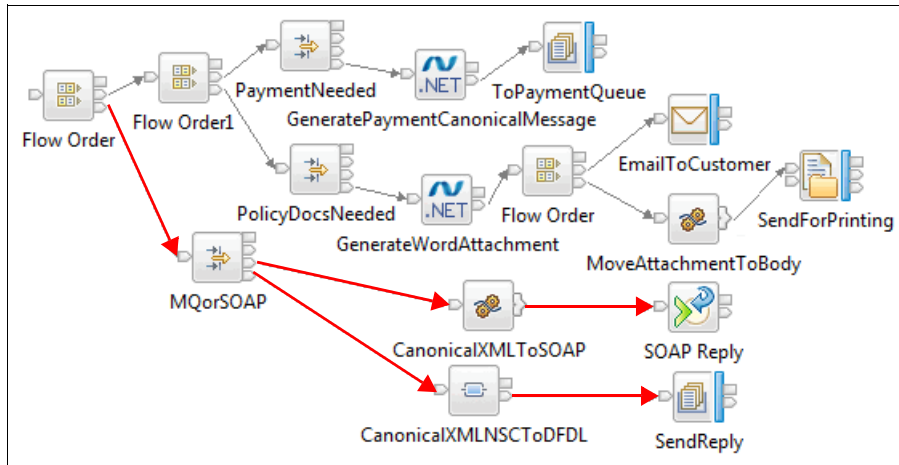 .NET
PaymentNeeded
ToPaymentQueue
Flow Order
Flow Order1
GeneratePaymentCanonicalMessage
EmailToCustomer
.NET
PolicyDocsNeeded
Flow Order
SendForPrinting
GenerateWordAttachment
MoveAttachmentToBody
MQorSOAP
CanonicalXMLToSOAP
SOAP Reply
CanonicalXMLNSCToDFDL
SendReply